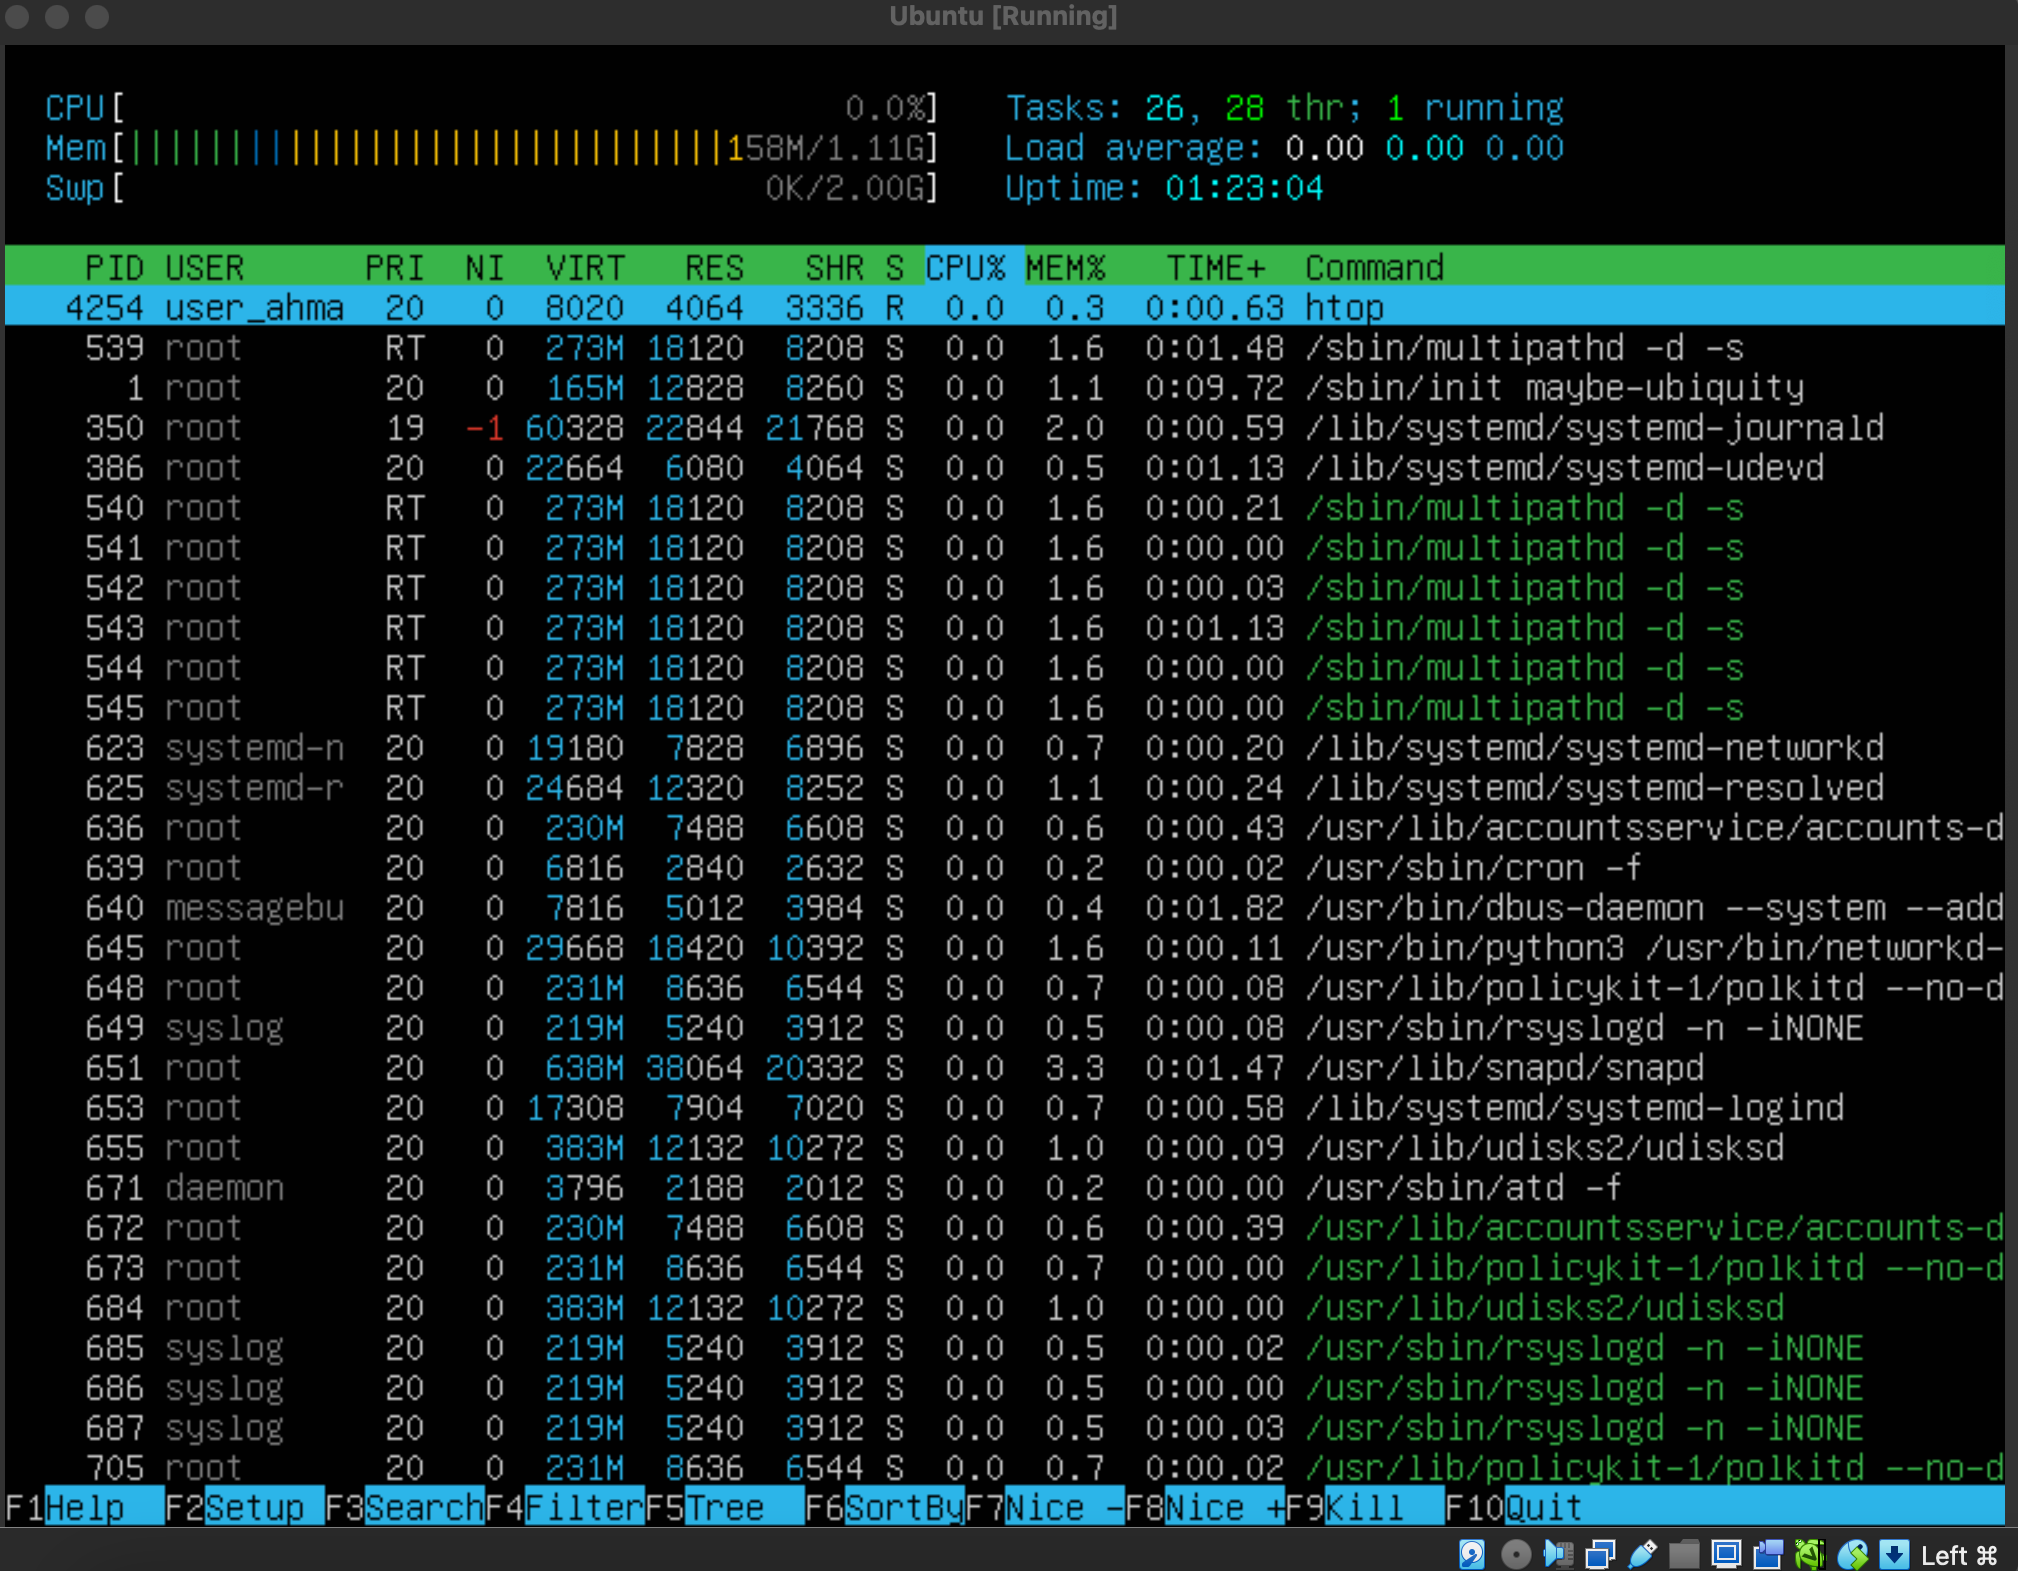 Ubuntu [Running]
CPU[ 0.0%] Tasks: 26, 28 thr; 1 running
Mem[|||||||||||||||||||||||||||||||158M/1.11G] Load average: 0.00 0.00 0.00
Swp[ 0K/2.00G] Uptime: 01:23:04
PID USER PRI NI VIRT RES SHR S CPU% MEM% TIME+ Command
4254 user_ahma 20 0 8020 4064 3336 R 0.0 0.3 0:00.63 htop
539 root RT 0 273M 18120 8208 S 0.0 1.6 0:01.48 /sbin/multipathd -d -s
1 root 20 0 165M 12828 8260 S 0.0 1.1 0:09.72 /sbin/init maybe-ubiquity
350 root 19 -1 60328 22844 21768 S 0.0 2.0 0:00.59 /lib/systemd/systemd-journald
386 root 20 0 22664 6080 4064 S 0.0 0.5 0:01.13 /lib/systemd/systemd-udevd
540 root RT 0 273M 18120 8208 S 0.0 1.6 0:00.21 /sbin/multipathd -d -s
541 root RT 0 273M 18120 8208 S 0.0 1.6 0:00.00 /sbin/multipathd -d -s
542 root RT 0 273M 18120 8208 S 0.0 1.6 0:00.03 /sbin/multipathd -d -s
543 root RT 0 273M 18120 8208 S 0.0 1.6 0:01.13 /sbin/multipathd -d -s
544 root RT 0 273M 18120 8208 S 0.0 1.6 0:00.00 /sbin/multipathd -d -s
545 root RT 0 273M 18120 8208 S 0.0 1.6 0:00.00 /sbin/multipathd -d -s
623 systemd-n 20 0 19180 7828 6896 S 0.0 0.7 0:00.20 /lib/systemd/systemd-networkd
625 systemd-r 20 0 24684 12320 8252 S 0.0 1.1 0:00.24 /lib/systemd/systemd-resolved
636 root 20 0 230M 7488 6608 S 0.0 0.6 0:00.43 /usr/lib/accountsservice/accounts-d
639 root 20 0 6816 2840 2632 S 0.0 0.2 0:00.02 /usr/sbin/cron -f
640 messagebu 20 0 7816 5012 3984 S 0.0 0.4 0:01.82 /usr/bin/dbus-daemon --system --add
645 root 20 0 29668 18420 10392 S 0.0 1.6 0:00.11 /usr/bin/python3 /usr/bin/networkd-
648 root 20 0 231M 8636 6544 S 0.0 0.7 0:00.08 /usr/lib/policykit-1/polkitd --no-d
649 syslog 20 0 219M 5240 3912 S 0.0 0.5 0:00.08 /usr/sbin/rsyslogd -n -iNONE
651 root 20 0 638M 38064 20332 S 0.0 3.3 0:01.47 /usr/lib/snapd/snapd
653 root 20 0 17308 7904 7020 S 0.0 0.7 0:00.58 /lib/systemd/systemd-logind
655 root 20 0 383M 12132 10272 S 0.0 1.0 0:00.09 /usr/lib/udisks2/udisksd
671 daemon 20 0 3796 2188 2012 S 0.0 0.2 0:00.00 /usr/sbin/atd -f
672 root 20 0 230M 7488 6608 S 0.0 0.6 0:00.39 /usr/lib/accountsservice/accounts-d
673 root 20 0 231M 8636 6544 S 0.0 0.7 0:00.00 /usr/lib/policykit-1/polkitd --no-d
684 root 20 0 383M 12132 10272 S 0.0 1.0 0:00.00 /usr/lib/udisks2/udisksd
685 syslog 20 0 219M 5240 3912 S 0.0 0.5 0:00.02 /usr/sbin/rsyslogd -n -iNONE
686 syslog 20 0 219M 5240 3912 S 0.0 0.5 0:00.00 /usr/sbin/rsyslogd -n -iNONE
687 syslog 20 0 219M 5240 3912 S 0.0 0.5 0:00.03 /usr/sbin/rsyslogd -n -iNONE
705 root 20 0 231M 8636 6544 S 0.0 0.7 0:00.02 /usr/lib/policykit-1/polkitd --no-d
F1Help F2Setup F3SearchF4FilterF5Tree F6SortByF7Nice -F8Nice +F9Kill F10Quit
Left ⌘